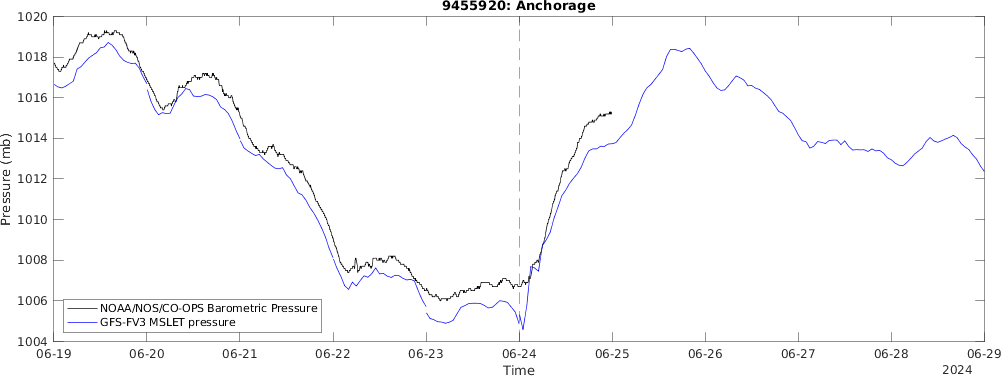 9455920: Anchorage
1020
1018
1016
1014
1012
1010
1008
1006
1004
Pressure (mb)
NOAA/NOS/CO-OPS Barometric Pressure
GFS-FV3 MSLET pressure
06-19 06-20 06-21 06-22 06-23 06-24 06-25 06-26 06-27 06-28 06-29
Time
2024